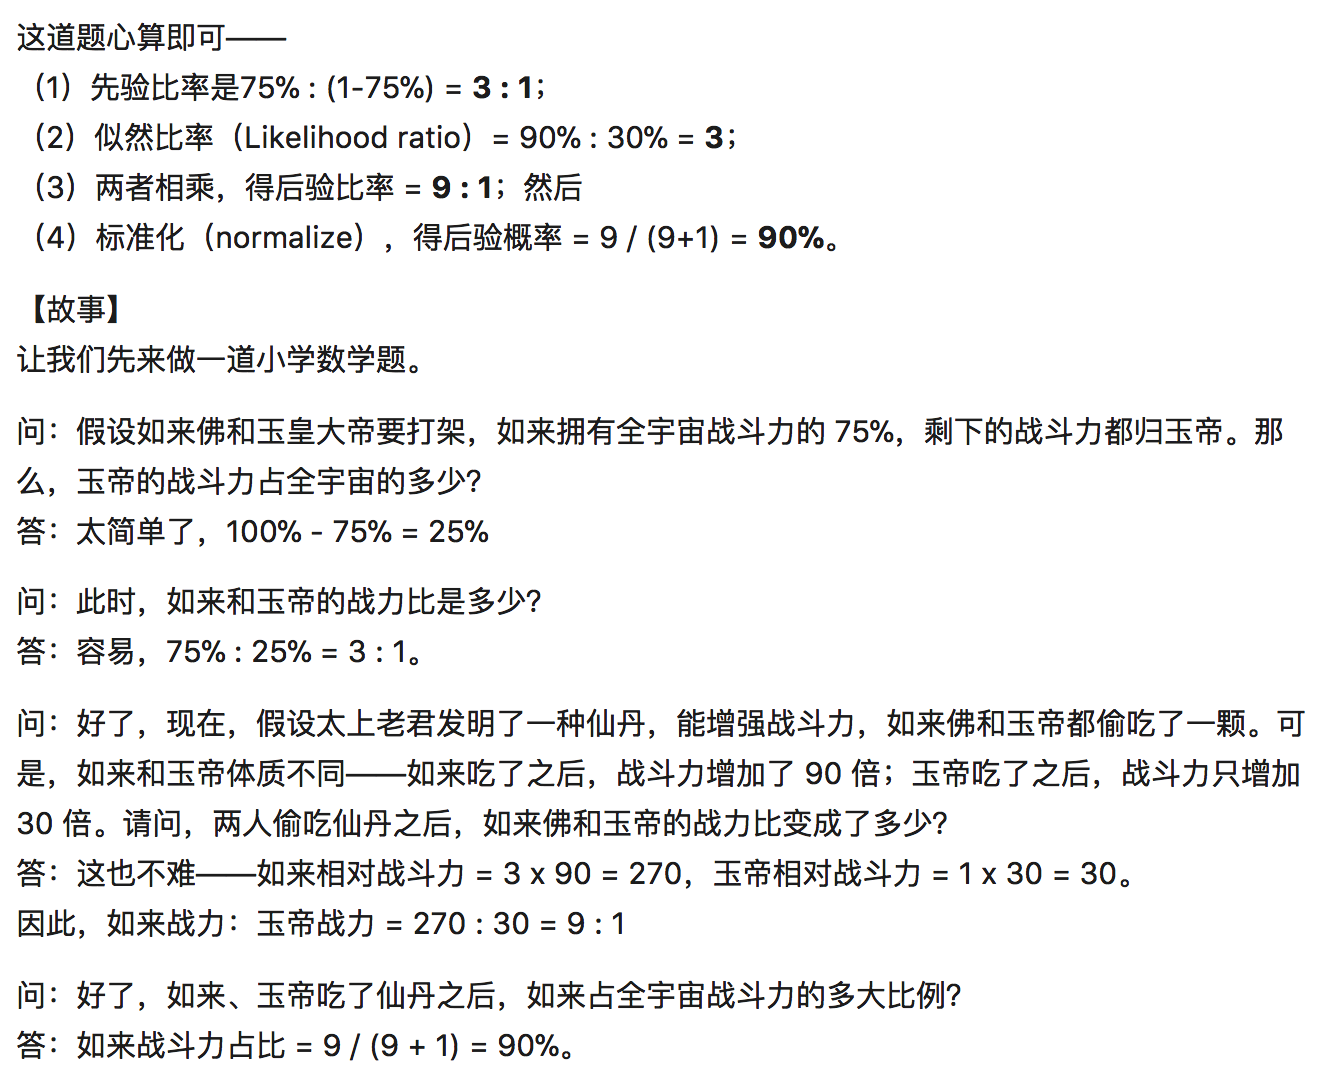 这道题心算即可——
（1）先验比率是75% : (1-75%) = 3 : 1；
（2）似然比率（Likelihood ratio）= 90% : 30% = 3；
（3）两者相乘，得后验比率 = 9 : 1；然后
（4）标准化（normalize），得后验概率 = 9 / (9+1) = 90%。
【故事】
让我们先来做一道小学数学题。
问：假设如来佛和玉皇大帝要打架，如来拥有全宇宙战斗力的 75%，剩下的战斗力都归玉帝。那
么，玉帝的战斗力占全宇宙的多少？
答：太简单了，100% - 75% = 25%
问：此时，如来和玉帝的战力比是多少？
答：容易，75% : 25% = 3 : 1。
问：好了，现在，假设太上老君发明了一种仙丹，能增强战斗力，如来佛和玉帝都偷吃了一颗。可
是，如来和玉帝体质不同——如来吃了之后，战斗力增加了 90 倍；玉帝吃了之后，战斗力只增加
30 倍。请问，两人偷吃仙丹之后，如来佛和玉帝的战力比变成了多少？
答：这也不难——如来相对战斗力 = 3 x 90 = 270，玉帝相对战斗力 = 1 x 30 = 30。
因此，如来战力：玉帝战力 = 270 : 30 = 9 : 1
问：好了，如来、玉帝吃了仙丹之后，如来占全宇宙战斗力的多大比例？
答：如来战斗力占比 = 9 / (9 + 1) = 90%。